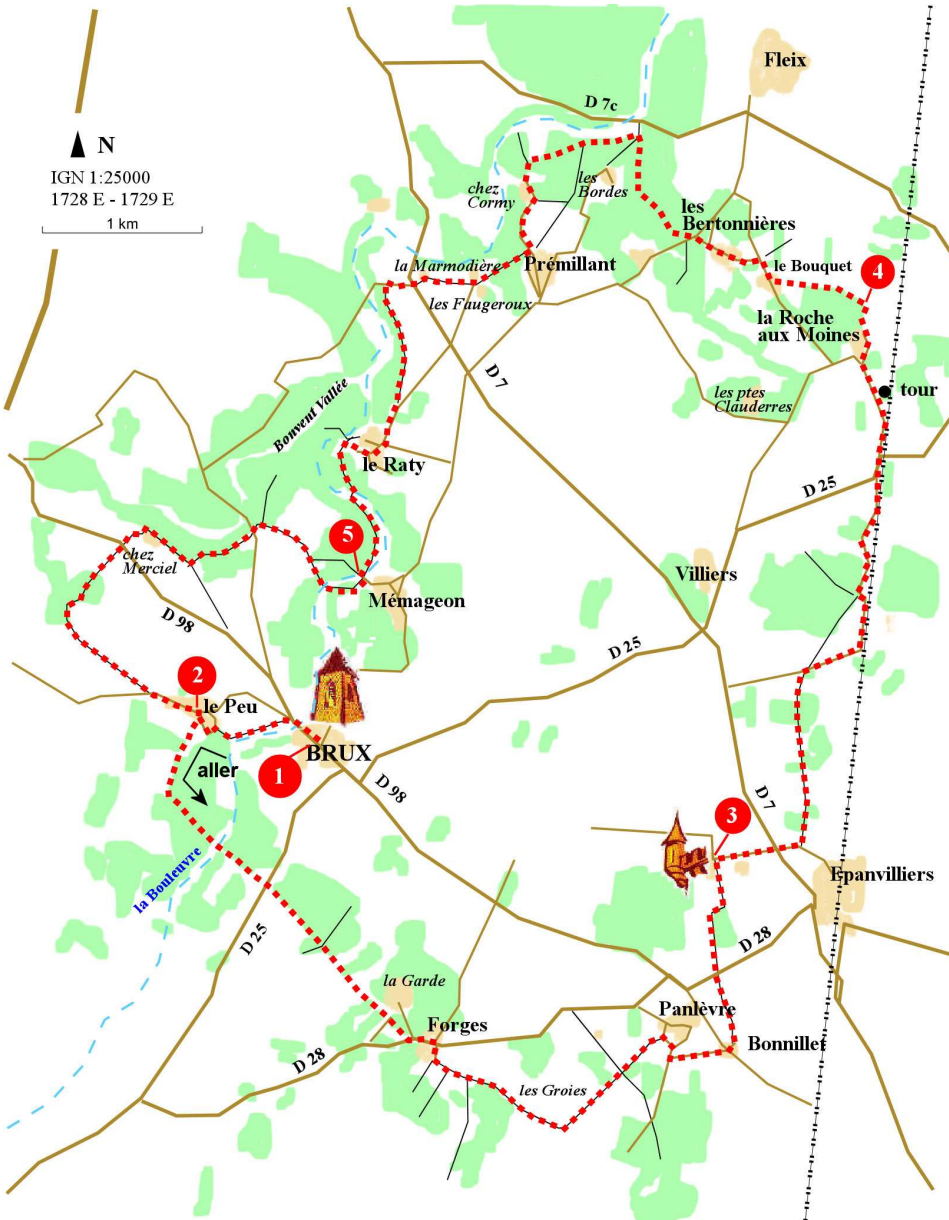 Fleix
D 7c
N
IGN 1:25000
1728 E - 1729 E
1 km
chez
Cormy
les
Bordes
les
Bertonnières
la Marmodière
Prémillant
le Bouquet
4
les Faugeroux
la Roche
aux Moines
D 7
les ptes
Clauderres
tour
Bonvent Vallée
le Raty
D 25
5
chez
Merciel
Mémageon
Villiers
D 98
D 25
2
le Peu
BRUX
1
aller
D 98
3
D 7
la Bouleuvre
Epanvilliers
D 25
D 28
la Garde
Forges
Panlèvre
Bonnillet
D 28
les Groies